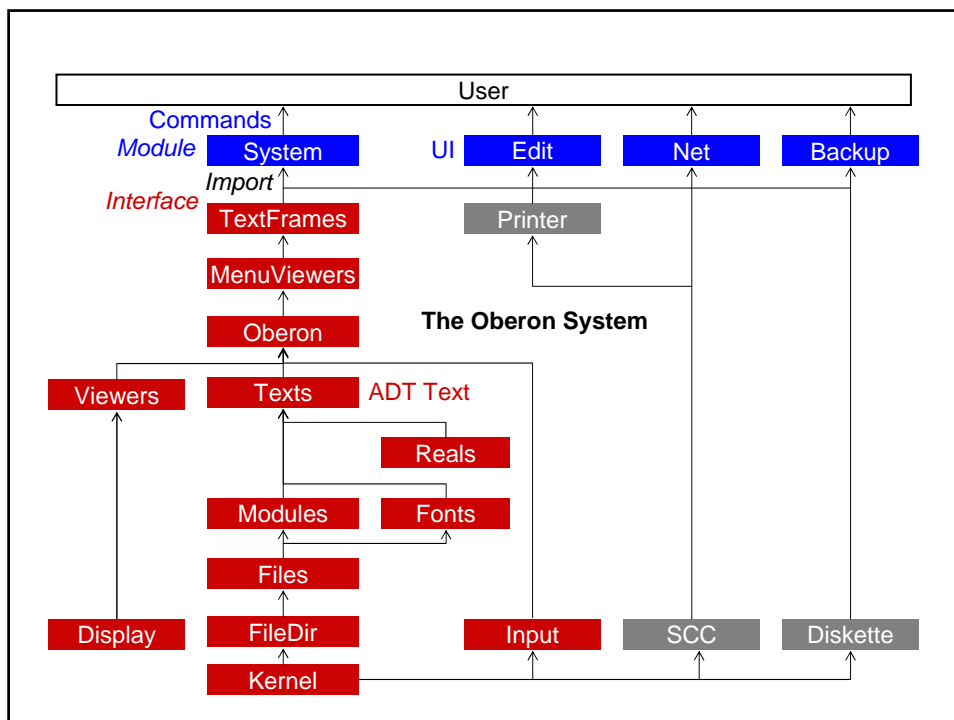 User
Commands
Module
System
UI
Edit
Net
Backup
Import
Interface
TextFrames
Printer
MenuViewers
Oberon
The Oberon System
Viewers
Texts
ADT Text
Reals
Modules
Fonts
Files
Display
FileDir
Input
SCC
Diskette
Kernel